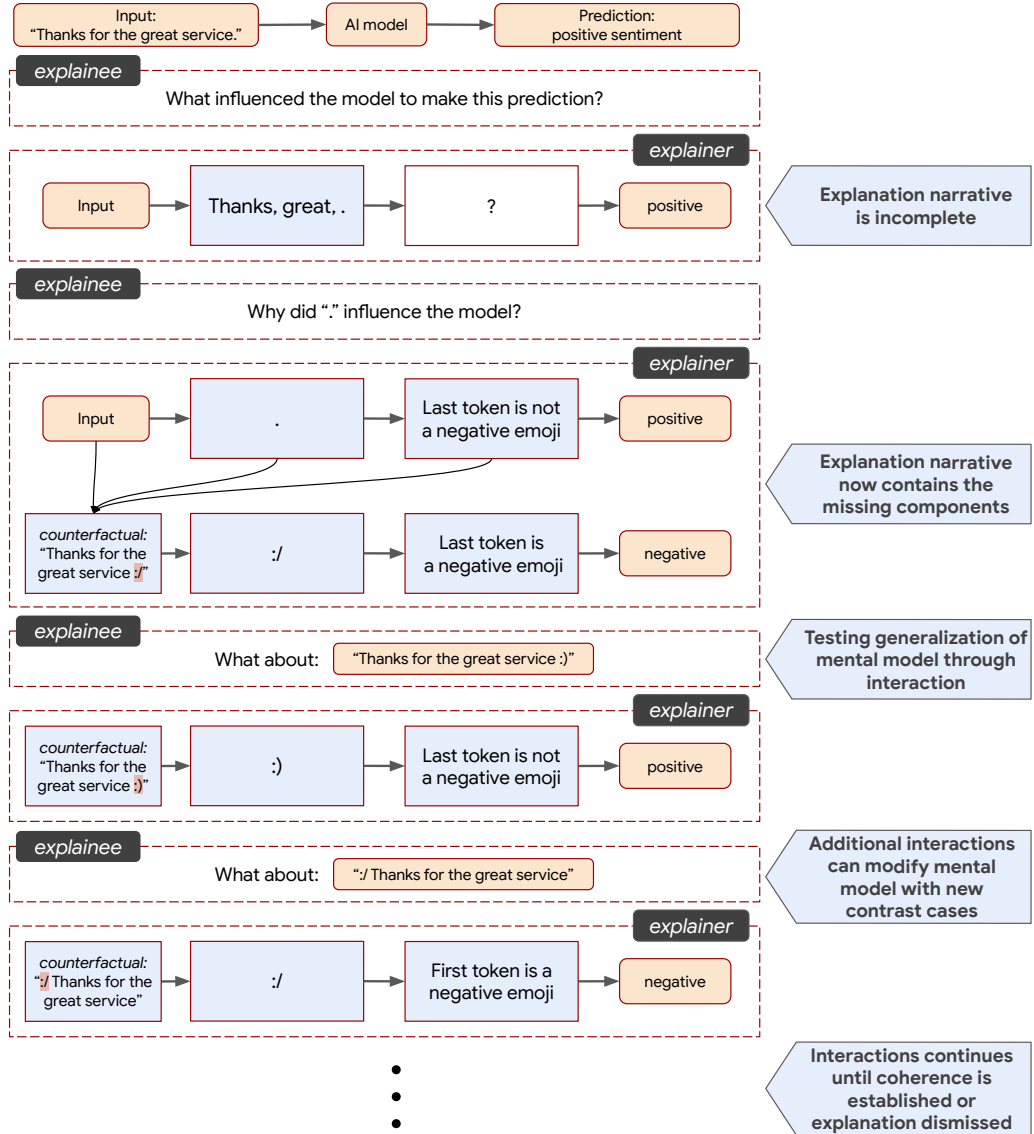 Input:
“Thanks for the great service.”
AI model
Prediction:
positive sentiment
explainee
What influenced the model to make this prediction?
explainer
Input
Thanks, great, .
?
positive
Explanation narrative
is incomplete
explainee
Why did “.” influence the model?
explainer
Input
.
Last token is not
a negative emoji
positive
Explanation narrative
now contains the
missing components
counterfactual:
“Thanks for the
great service :/”
:/
Last token is
a negative emoji
negative
explainee
What about:
“Thanks for the great service :)”
Testing generalization of
mental model through
interaction
explainer
counterfactual:
“Thanks for the
great service :)”
:)
Last token is not
a negative emoji
positive
explainee
What about:
“:/ Thanks for the great service”
Additional interactions
can modify mental
model with new
contrast cases
explainer
counterfactual:
“:/ Thanks for the
great service”
:/
First token is a
negative emoji
negative
Interactions continues
until coherence is
established or
explanation dismissed